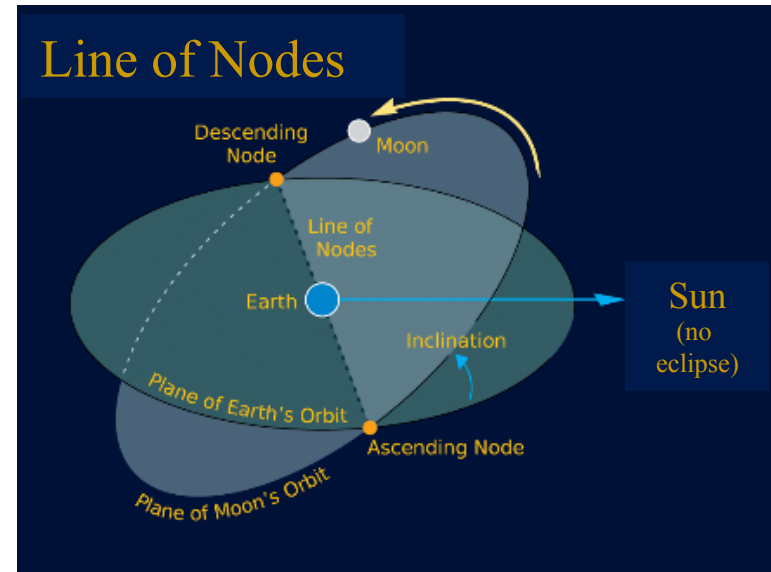 Line of Nodes
Descending
Node
Moon
Line of
Nodes
Earth
Sun
(no
eclipse)
Inclination
Plane of Earth's Orbit
Ascending Node
Plane of Moon's Orbit